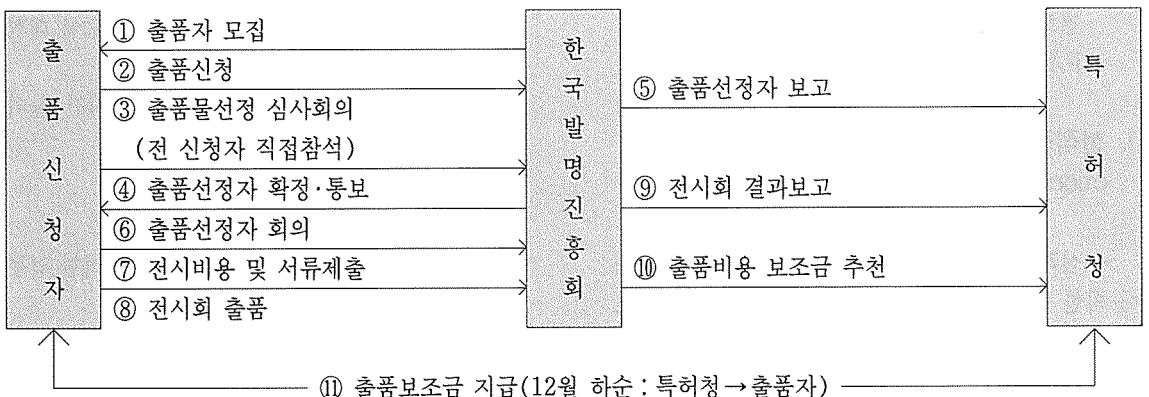 출품신청자
① 출품자 모집
② 출품신청
③ 출품물선정 심사회의
(전 신청자 직접참석)
④ 출품선정자 확정·통보
⑥ 출품선정자 회의
⑦ 전시비용 및 서류제출
⑧ 전시회 출품
한국발명진흥회
⑤ 출품선정자 보고
⑨ 전시회 결과보고
⑩ 출품비용 보조금 추천
특허청
⑪ 출품보조금 지급(12월 하순 : 특허청→출품자)